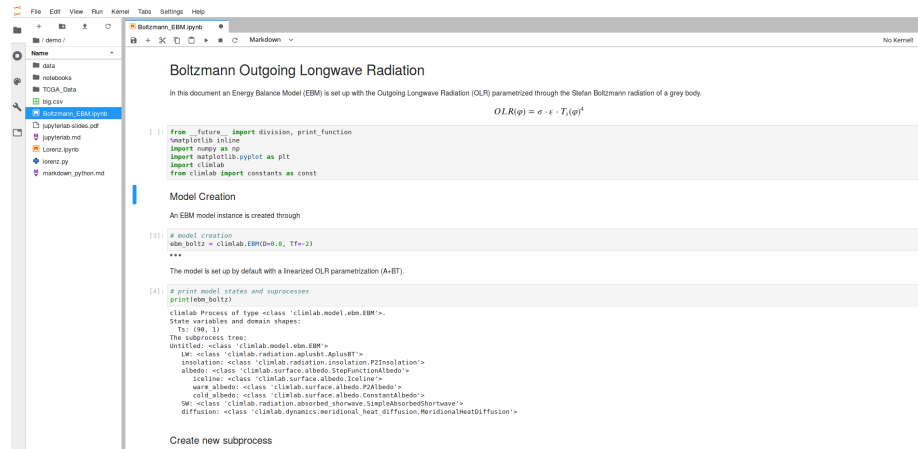 File Edit View Run Kernel Tabs Settings Help
/ demo /
Name
data
notebooks
TCGA_Data
big.csv
Boltzmann_EBM.ipynb
jupyterlab-slides.pdf
jupyterlab.md
Lorenz.ipynb
lorenz.py
markdown_python.md
Boltzmann_EBM.ipynb
Markdown
No Kernel!
Boltzmann Outgoing Longwave Radiation
In this document an Energy Balance Model (EBM) is set up with the Outgoing Longwave Radiation (OLR) parametrized through the Stefan Boltzmann radiation of a grey body.
OLR(φ) = σ · ε · Tₛ(φ)⁴
[ ]: from __future__ import division, print_function
%matplotlib inline
import numpy as np
import matplotlib.pyplot as plt
import climlab
from climlab import constants as const
Model Creation
An EBM model instance is created through
[3]: # model creation
ebm_boltz = climlab.EBM(D=0.8, Tf=-2)
•••
The model is set up by default with a linearized OLR parametrization (A+BT).
[4]: # print model states and suprocesses
print(ebm_boltz)
climlab Process of type <class 'climlab.model.ebm.EBM'>.
State variables and domain shapes:
Ts: (90, 1)
The subprocess tree:
Untitled: <class 'climlab.model.ebm.EBM'>
LW: <class 'climlab.radiation.aplusbt.AplusBT'>
insolation: <class 'climlab.radiation.insolation.P2Insolation'>
albedo: <class 'climlab.surface.albedo.StepFunctionAlbedo'>
iceline: <class 'climlab.surface.albedo.Iceline'>
warm_albedo: <class 'climlab.surface.albedo.P2Albedo'>
cold_albedo: <class 'climlab.surface.albedo.ConstantAlbedo'>
SW: <class 'climlab.radiation.absorbed_shorwave.SimpleAbsorbedShortwave'>
diffusion: <class 'climlab.dynamics.meridional_heat_diffusion.MeridionalHeatDiffusion'>
Create new subprocess